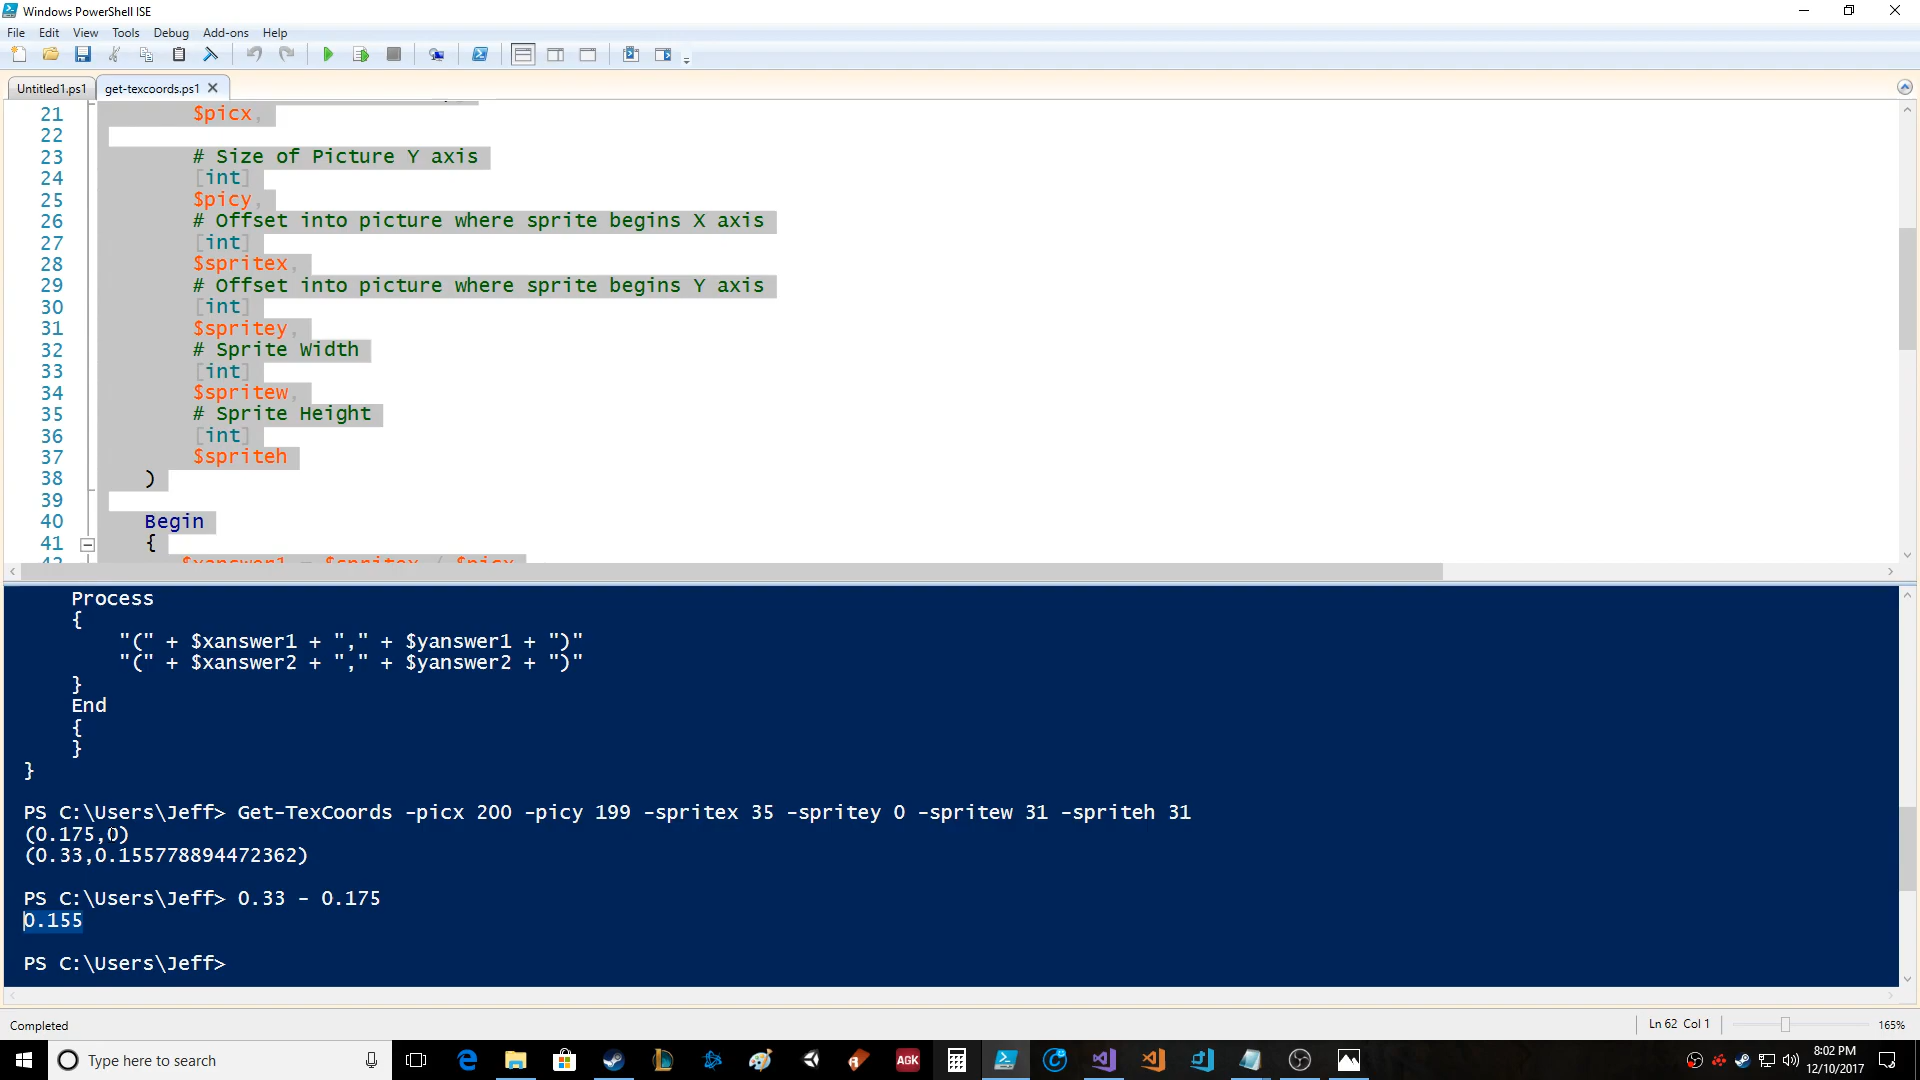 Windows PowerShell ISE
File Edit View Tools Debug Add-ons Help
Untitled1.ps1 get-texcoords.ps1
21 $picx,
22
23 # Size of Picture Y axis
24 [int]
25 $picy,
26 # Offset into picture where sprite begins X axis
27 [int]
28 $spritex,
29 # Offset into picture where sprite begins Y axis
30 [int]
31 $spritey,
32 # Sprite Width
33 [int]
34 $spritew,
35 # Sprite Height
36 [int]
37 $spriteh
38 )
39
40 Begin
41 {
42 $xanswer1 = $spritex / $picx
Process
{
"(" + $xanswer1 + "," + $yanswer1 + ")"
"(" + $xanswer2 + "," + $yanswer2 + ")"
}
End
{
}
}
PS C:\Users\Jeff> Get-TexCoords -picx 200 -picy 199 -spritex 35 -spritey 0 -spritew 31 -spriteh 31
(0.175,0)
(0.33,0.155778894472362)
PS C:\Users\Jeff> 0.33 - 0.175
0.155
PS C:\Users\Jeff>
Completed
Ln 62 Col 1
165%
Type here to search
AGK
8:02 PM
12/10/2017